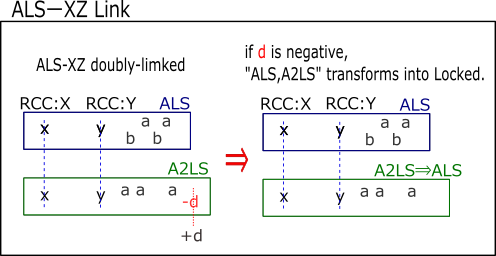 ALS－XZ Link
ALS-XZ doubly-limked
if d is negative,
"ALS,A2LS" transforms into Locked.
RCC:X RCC:Y ALS
x y a a
b b
A2LS
x y a a a
-d
+d
⇒
RCC:X RCC:Y ALS
x y a a
b b
A2LS⇒ALS
x y a a a